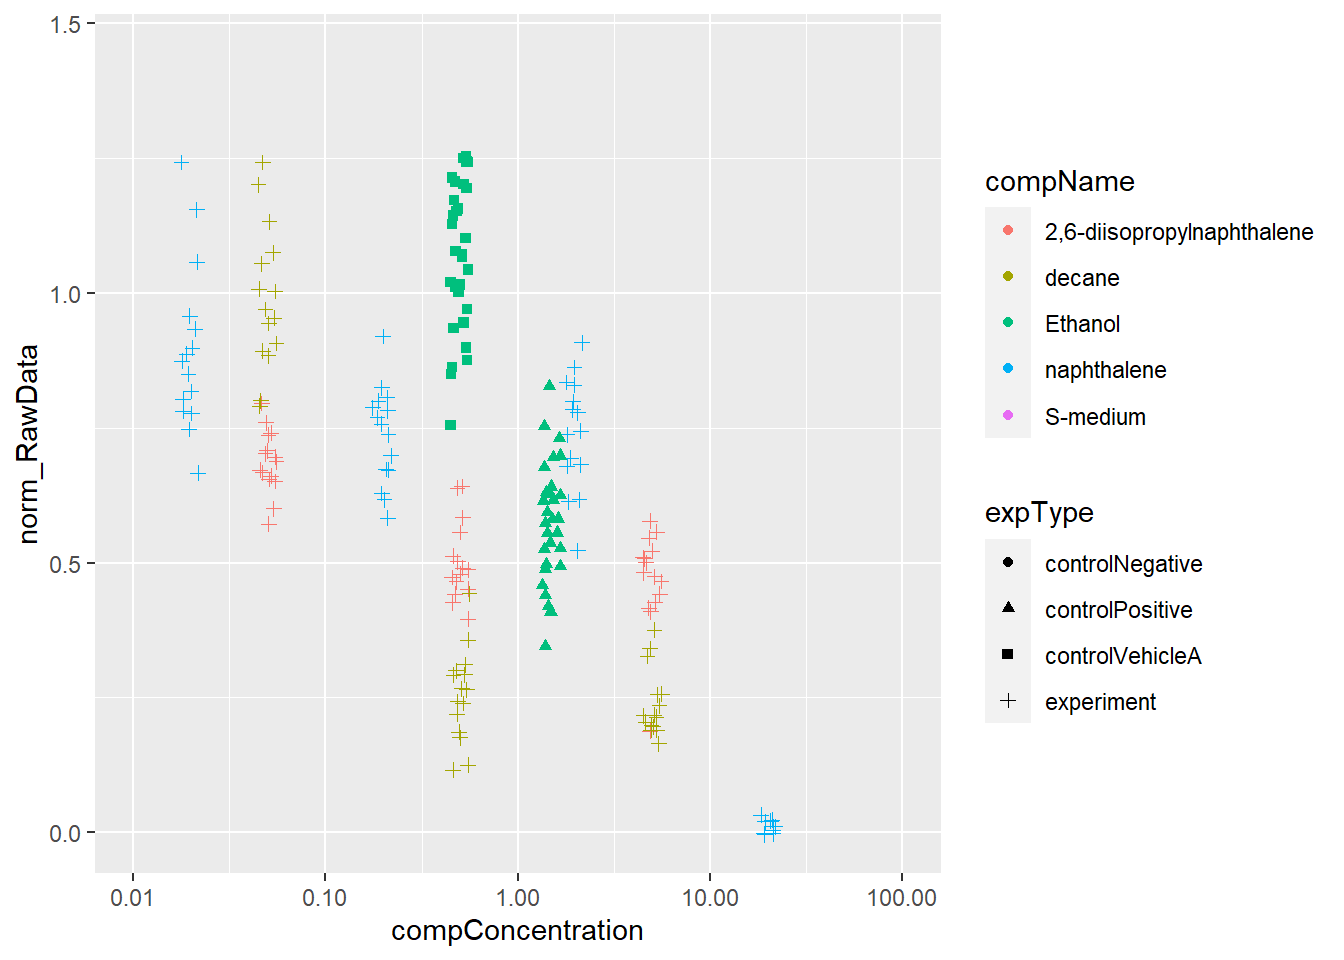 1.5
1.0
0.5
0.0
norm_RawData
0.01 0.10 1.00 10.00 100.00
compConcentration
compName
2,6-diisopropylnaphthalene
decane
Ethanol
naphthalene
S-medium
expType
controlNegative
controlPositive
controlVehicleA
experiment